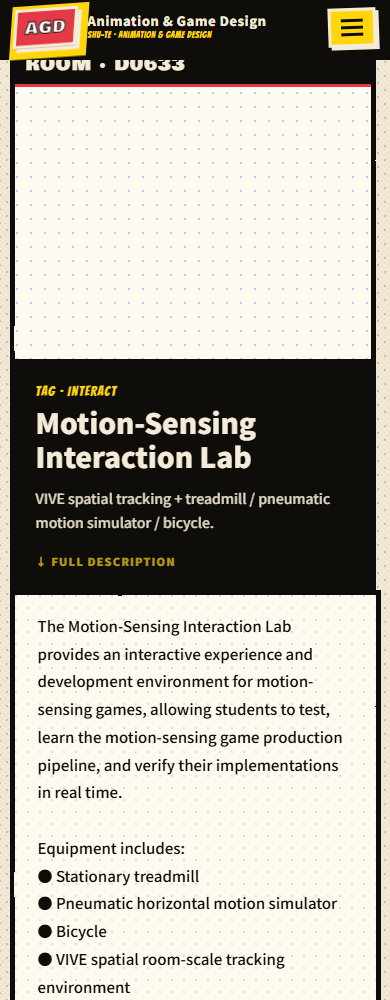 AGD
Animation & Game Design
SHU-TE · ANIMATION & GAME DESIGN
ROOM · D0633
TAG · INTERACT
Motion-Sensing
Interaction Lab
VIVE spatial tracking + treadmill / pneumatic
motion simulator / bicycle.
↓ FULL DESCRIPTION
The Motion-Sensing Interaction Lab
provides an interactive experience and
development environment for motion-
sensing games, allowing students to test,
learn the motion-sensing game production
pipeline, and verify their implementations
in real time.
Equipment includes:
● Stationary treadmill
● Pneumatic horizontal motion simulator
● Bicycle
● VIVE spatial room-scale tracking
environment